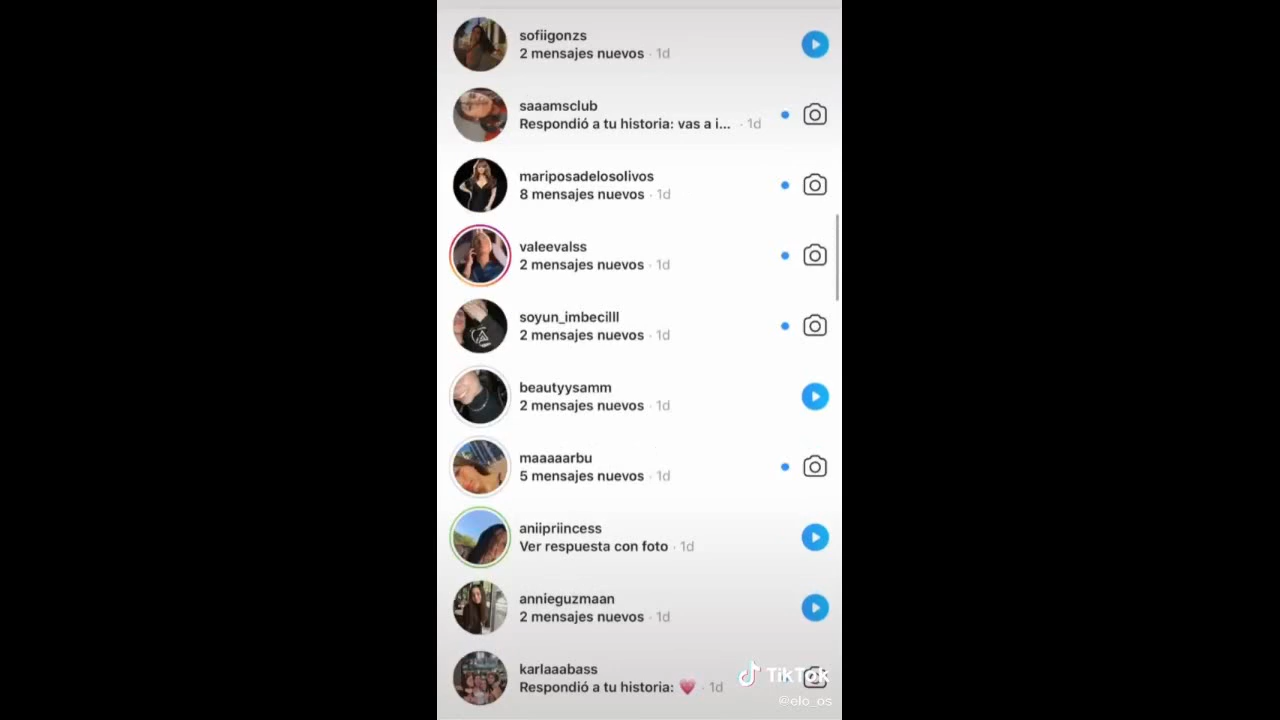 sofiigonzs
2 mensajes nuevos · 1d
saaamsclub
Respondió a tu historia: vas a i... · 1d
mariposadelosolivos
8 mensajes nuevos · 1d
valeevalss
2 mensajes nuevos · 1d
soyun_imbecilll
2 mensajes nuevos · 1d
beautyysamm
2 mensajes nuevos · 1d
maaaaarbu
5 mensajes nuevos · 1d
aniipriincess
Ver respuesta con foto · 1d
annieguzmaan
2 mensajes nuevos · 1d
karlaaabass
Respondió a tu historia: 💗 · 1d
TikTok
@elo_os